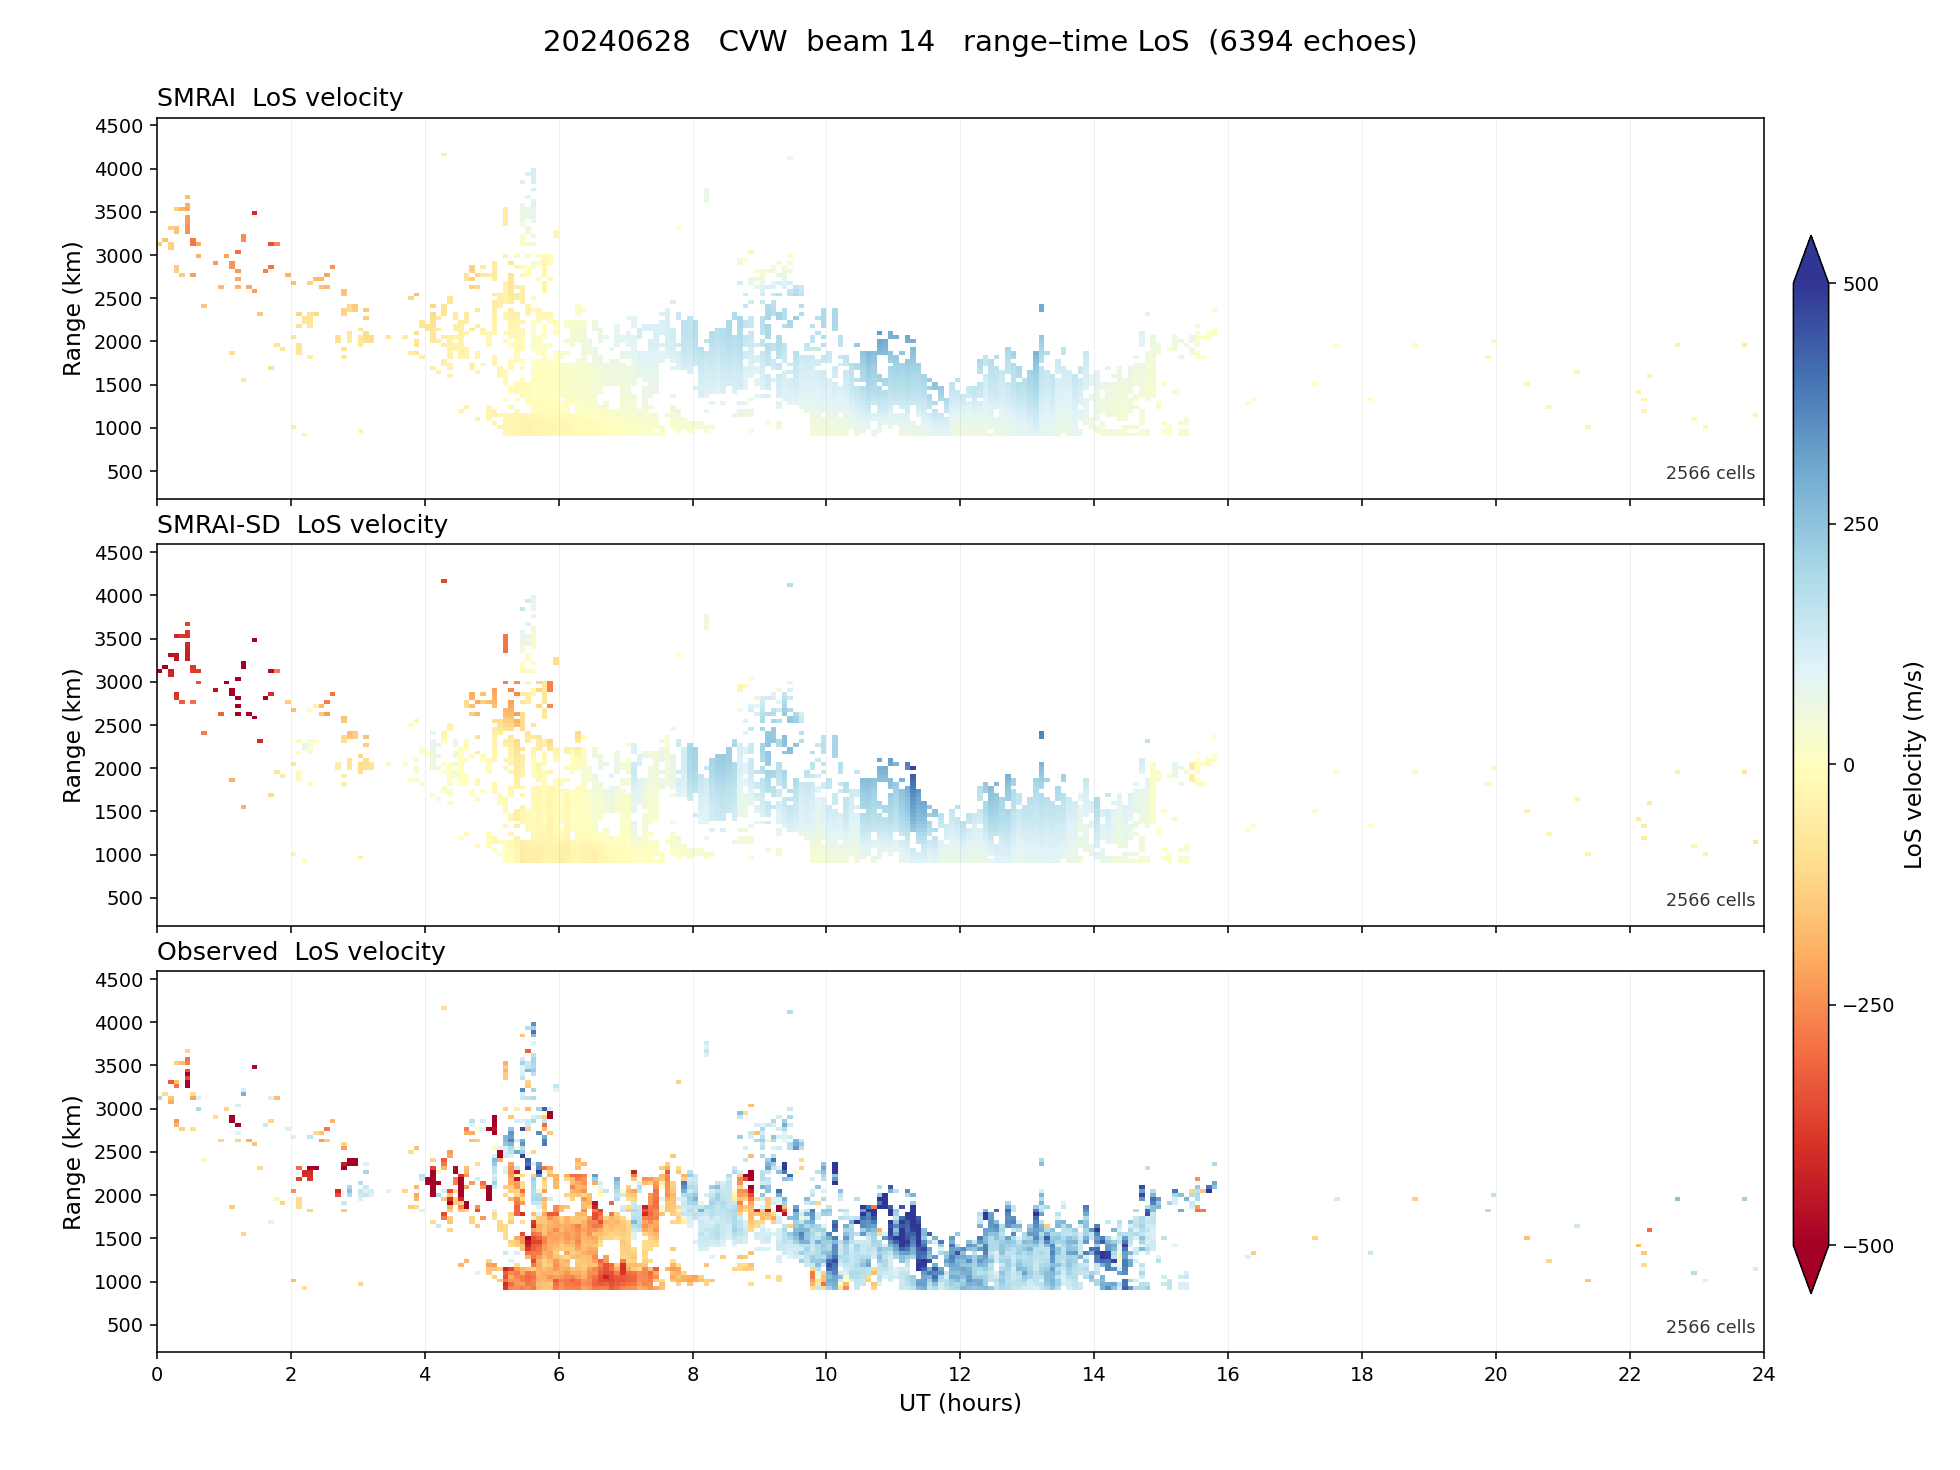 20240628   CVW  beam 14   range–time LoS  (6394 echoes)
SMRAI  LoS velocity
4500
4000
3500
3000
2500
2000
1500
1000
500
Range (km)
2566 cells
SMRAI-SD  LoS velocity
4500
4000
3500
3000
2500
2000
1500
1000
500
Range (km)
2566 cells
Observed  LoS velocity
4500
4000
3500
3000
2500
2000
1500
1000
500
Range (km)
2566 cells
0 2 4 6 8 10 12 14 16 18 20 22 24
UT (hours)
500
250
0
−250
−500
LoS velocity (m/s)